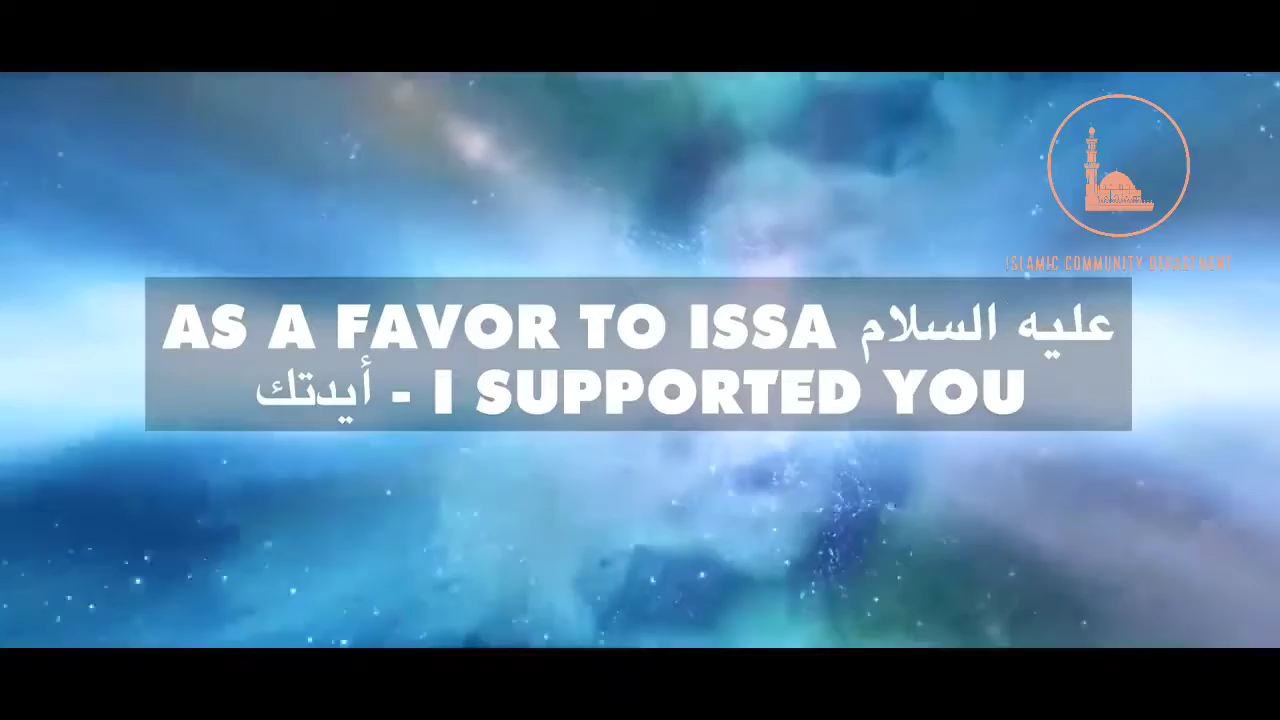 ISLAMIC COMMUNITY DEPARTMENT
AS A FAVOR TO ISSA عليه السلام
أيدتك - I SUPPORTED YOU